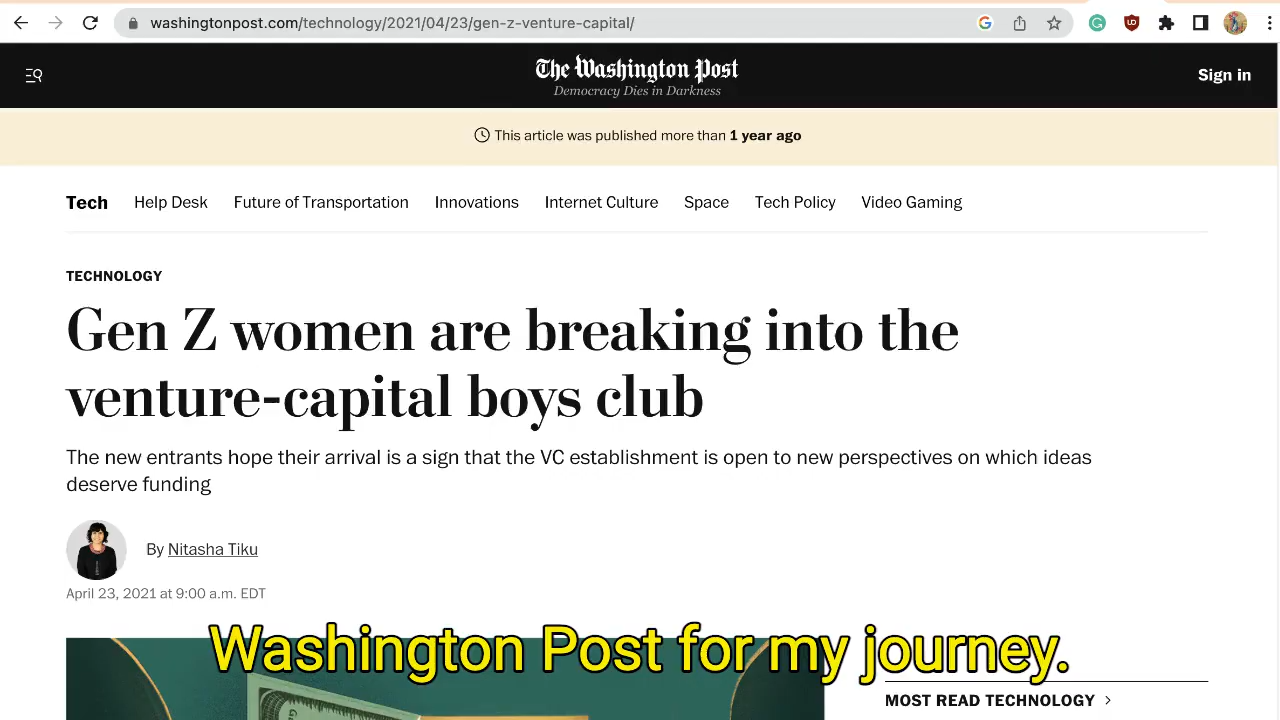 washingtonpost.com/technology/2021/04/23/gen-z-venture-capital/
The Washington Post
Democracy Dies in Darkness
Sign in
This article was published more than 1 year ago
Tech Help Desk Future of Transportation Innovations Internet Culture Space Tech Policy Video Gaming
TECHNOLOGY
Gen Z women are breaking into the
venture-capital boys club
The new entrants hope their arrival is a sign that the VC establishment is open to new perspectives on which ideas
deserve funding
By Nitasha Tiku
April 23, 2021 at 9:00 a.m. EDT
Washington Post for my journey.
MOST READ TECHNOLOGY >